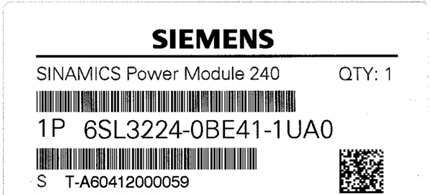 SIEMENS
SINAMICS Power Module 240 QTY: 1
1P 6SL3224-0BE41-1UA0
S T-A60412000059